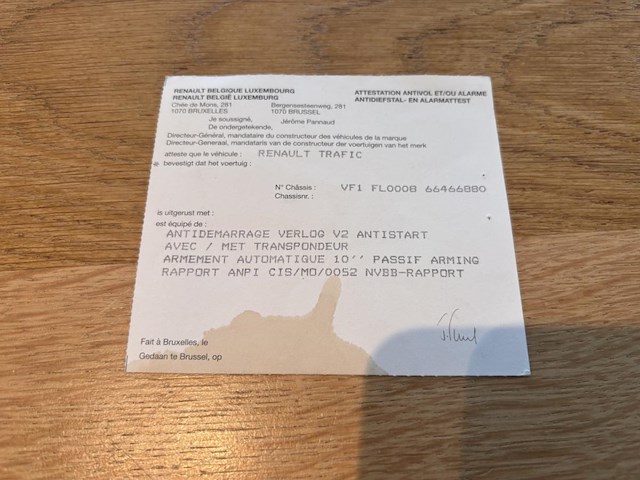 RENAULT BELGIQUE LUXEMBOURG
RENAULT BELGIË LUXEMBURG
ATTESTATION ANTIVOL ET/OU ALARME
ANTIDIEFSTAL- EN ALARMATTEST
Chée de Mons, 281 Bergensesteenweg, 281
1070 BRUXELLES 1070 BRUSSEL
Je soussigné, Jérôme Pannaud
De ondergetekende,
Directeur-Général, mandataire du constructeur des véhicules de la marque
Directeur-Generaal, mandataris van de constructeur der voertuigen van het merk
atteste que le véhicule : RENAULT TRAFIC
bevestigt dat het voertuig :
N° Châssis : VF1 FL0008 66466880
Chassisnr. :
is uitgerust met :
est équipé de :
ANTIDEMARRAGE VERLOG V2 ANTISTART
AVEC / MET TRANSPONDEUR
ARMEMENT AUTOMATIQUE 10'' PASSIF ARMING
RAPPORT ANPI CIS/MO/0052 NVBB-RAPPORT
Fait à Bruxelles, le
Gedaan te Brussel, op